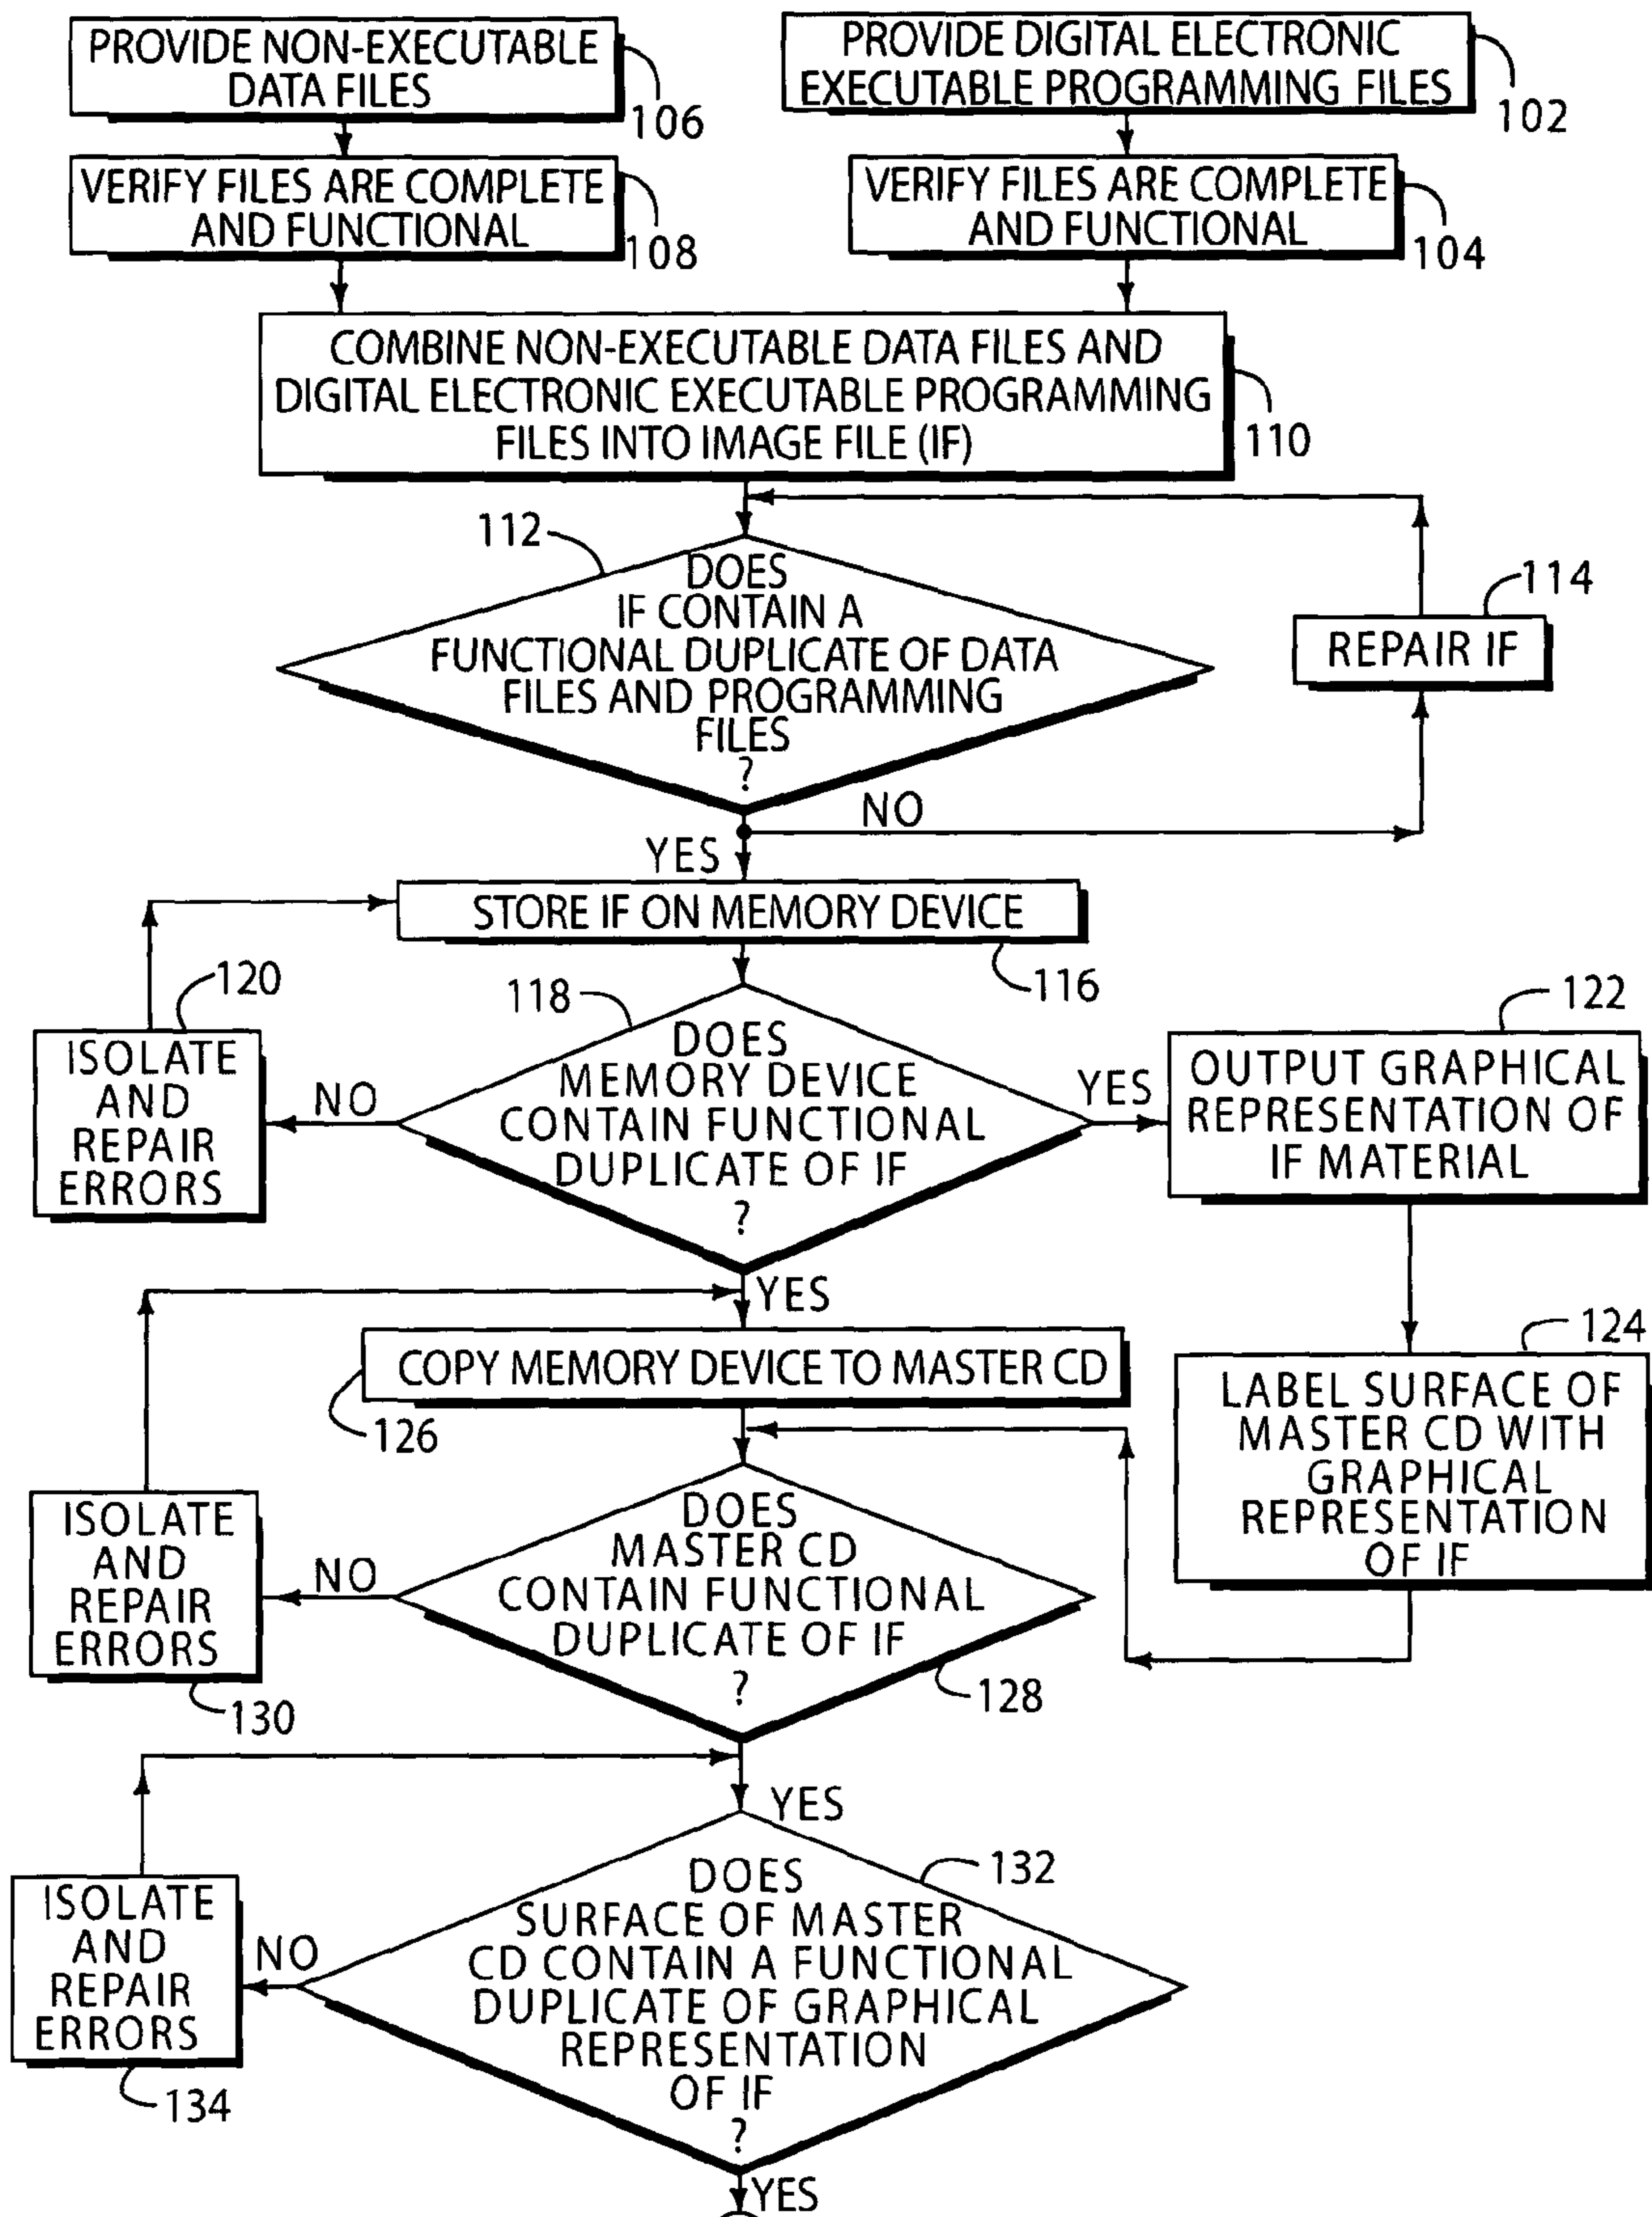 PROVIDE NON-EXECUTABLE
DATA FILES
106
PROVIDE DIGITAL ELECTRONIC
EXECUTABLE PROGRAMMING FILES
102
VERIFY FILES ARE COMPLETE
AND FUNCTIONAL
108
VERIFY FILES ARE COMPLETE
AND FUNCTIONAL
104
COMBINE NON-EXECUTABLE DATA FILES AND
DIGITAL ELECTRONIC EXECUTABLE PROGRAMMING
FILES INTO IMAGE FILE (IF)
110
112
DOES
IF CONTAIN A
FUNCTIONAL DUPLICATE OF DATA
FILES AND PROGRAMMING
FILES
?
114
REPAIR IF
NO
YES
STORE IF ON MEMORY DEVICE
116
118
DOES
MEMORY DEVICE
CONTAIN FUNCTIONAL
DUPLICATE OF IF
?
120
ISOLATE
AND
REPAIR
ERRORS
NO
YES
122
OUTPUT GRAPHICAL
REPRESENTATION OF
IF MATERIAL
YES
COPY MEMORY DEVICE TO MASTER CD
126
124
LABEL SURFACE OF
MASTER CD WITH
GRAPHICAL
REPRESENTATION
OF IF
DOES
MASTER CD
CONTAIN FUNCTIONAL
DUPLICATE OF IF
?
128
NO
ISOLATE
AND
REPAIR
ERRORS
130
YES
DOES
SURFACE OF MASTER
CD CONTAIN A FUNCTIONAL
DUPLICATE OF GRAPHICAL
REPRESENTATION
OF IF
?
132
NO
ISOLATE
AND
REPAIR
ERRORS
134
YES